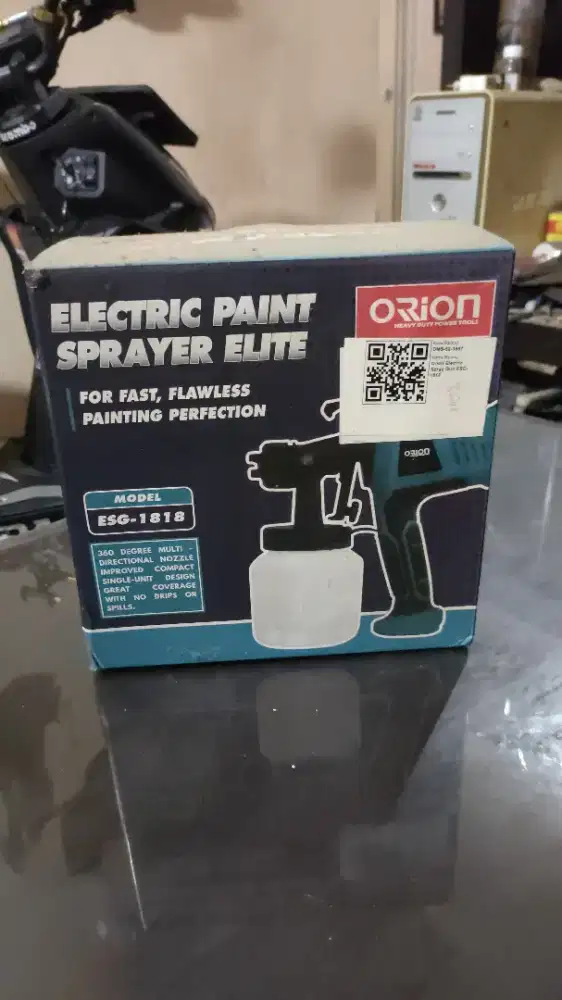 ELECTRIC PAINT
SPRAYER ELITE
FOR FAST, FLAWLESS
PAINTING PERFECTION
MODEL
ESG-1818
360 DEGREE MULTI -
DIRECTIONAL NOZZLE
IMPROVED COMPACT
SINGLE-UNIT DESIGN
GREAT COVERAGE
WITH NO DRIPS OR
SPILLS.
ORiON
HEAVY DUTY POWER TOOLS
ORiON